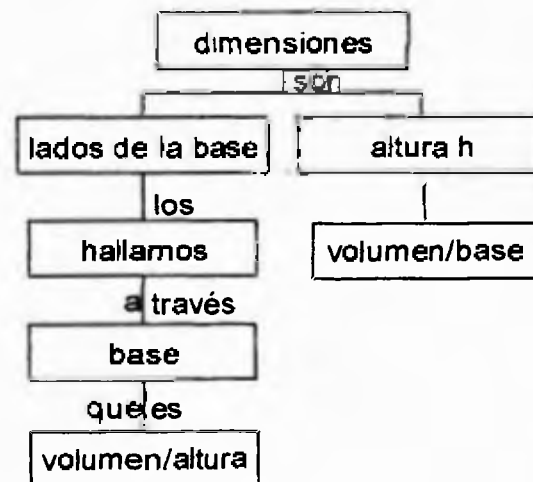 dimensiones
son
lados de la base
altura h
los
hallamos
volumen/base
a través
base
que es
volumen/altura